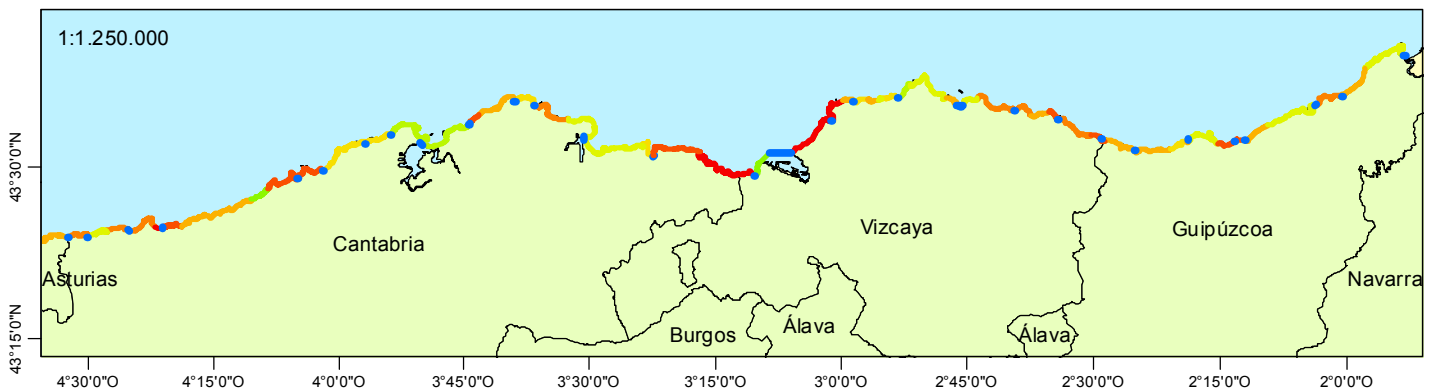 1:1.250.000
43°30'0"N
43°15'0"N
Cantabria
Vizcaya
Guipúzcoa
Asturias
Navarra
Burgos
Álava
Álava
4°30'0"O
4°15'0"O
4°0'0"O
3°45'0"O
3°30'0"O
3°15'0"O
3°0'0"O
2°45'0"O
2°30'0"O
2°15'0"O
2°0'0"O